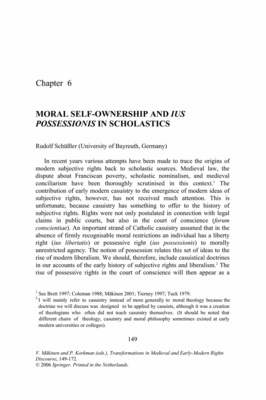 Chapter 6
MORAL SELF-OWNERSHIP AND IUS
POSSESSIONIS IN SCHOLASTICS
Rudolf Schüßler (University of Bayreuth, Germany)
In recent years various attempts have been made to trace the origins of
modern subjective rights back to scholastic sources. Medieval law, the
dispute about Franciscan poverty, scholastic nominalism, and medieval
conciliarism have been thoroughly scrutinised in this context.¹ The
contribution of early modern casuistry to the emergence of modern ideas of
subjective rights, however, has not received much attention. This is
unfortunate, because casuistry has something to offer to the history of
subjective rights. Rights were not only postulated in connection with legal
claims in public courts, but also in the court of conscience (forum
conscientiae). An important strand of Catholic casuistry assumed that in the
absence of firmly recognisable moral restrictions an individual has a liberty
right (ius libertatis) or possessive right (ius possessionis) to morally
unrestricted agency. The notion of possession relates this set of ideas to the
rise of modern liberalism. We should, therefore, include casuistical doctrines
in our accounts of the early history of subjective rights and liberalism.² The
rise of possessive rights in the court of conscience will then appear as a
¹ See Brett 1997; Coleman 1988; Mäkinen 2001; Tierney 1997; Tuck 1979.
² I will mainly refer to casuistry instead of more generally to moral theology because the
doctrine we will discuss was designed to be applied by casuists, although it was a creation
of theologians who often did not teach casuistry themselves. (It should be noted that
different chairs of theology, casuistry and moral philosophy sometimes existed at early
modern universities or colleges).
149
V. Mäkinen and P. Korkman (eds.), Transformations in Medieval and Early-Modern Rights
Discourse, 149-172.
© 2006 Springer. Printed in the Netherlands.